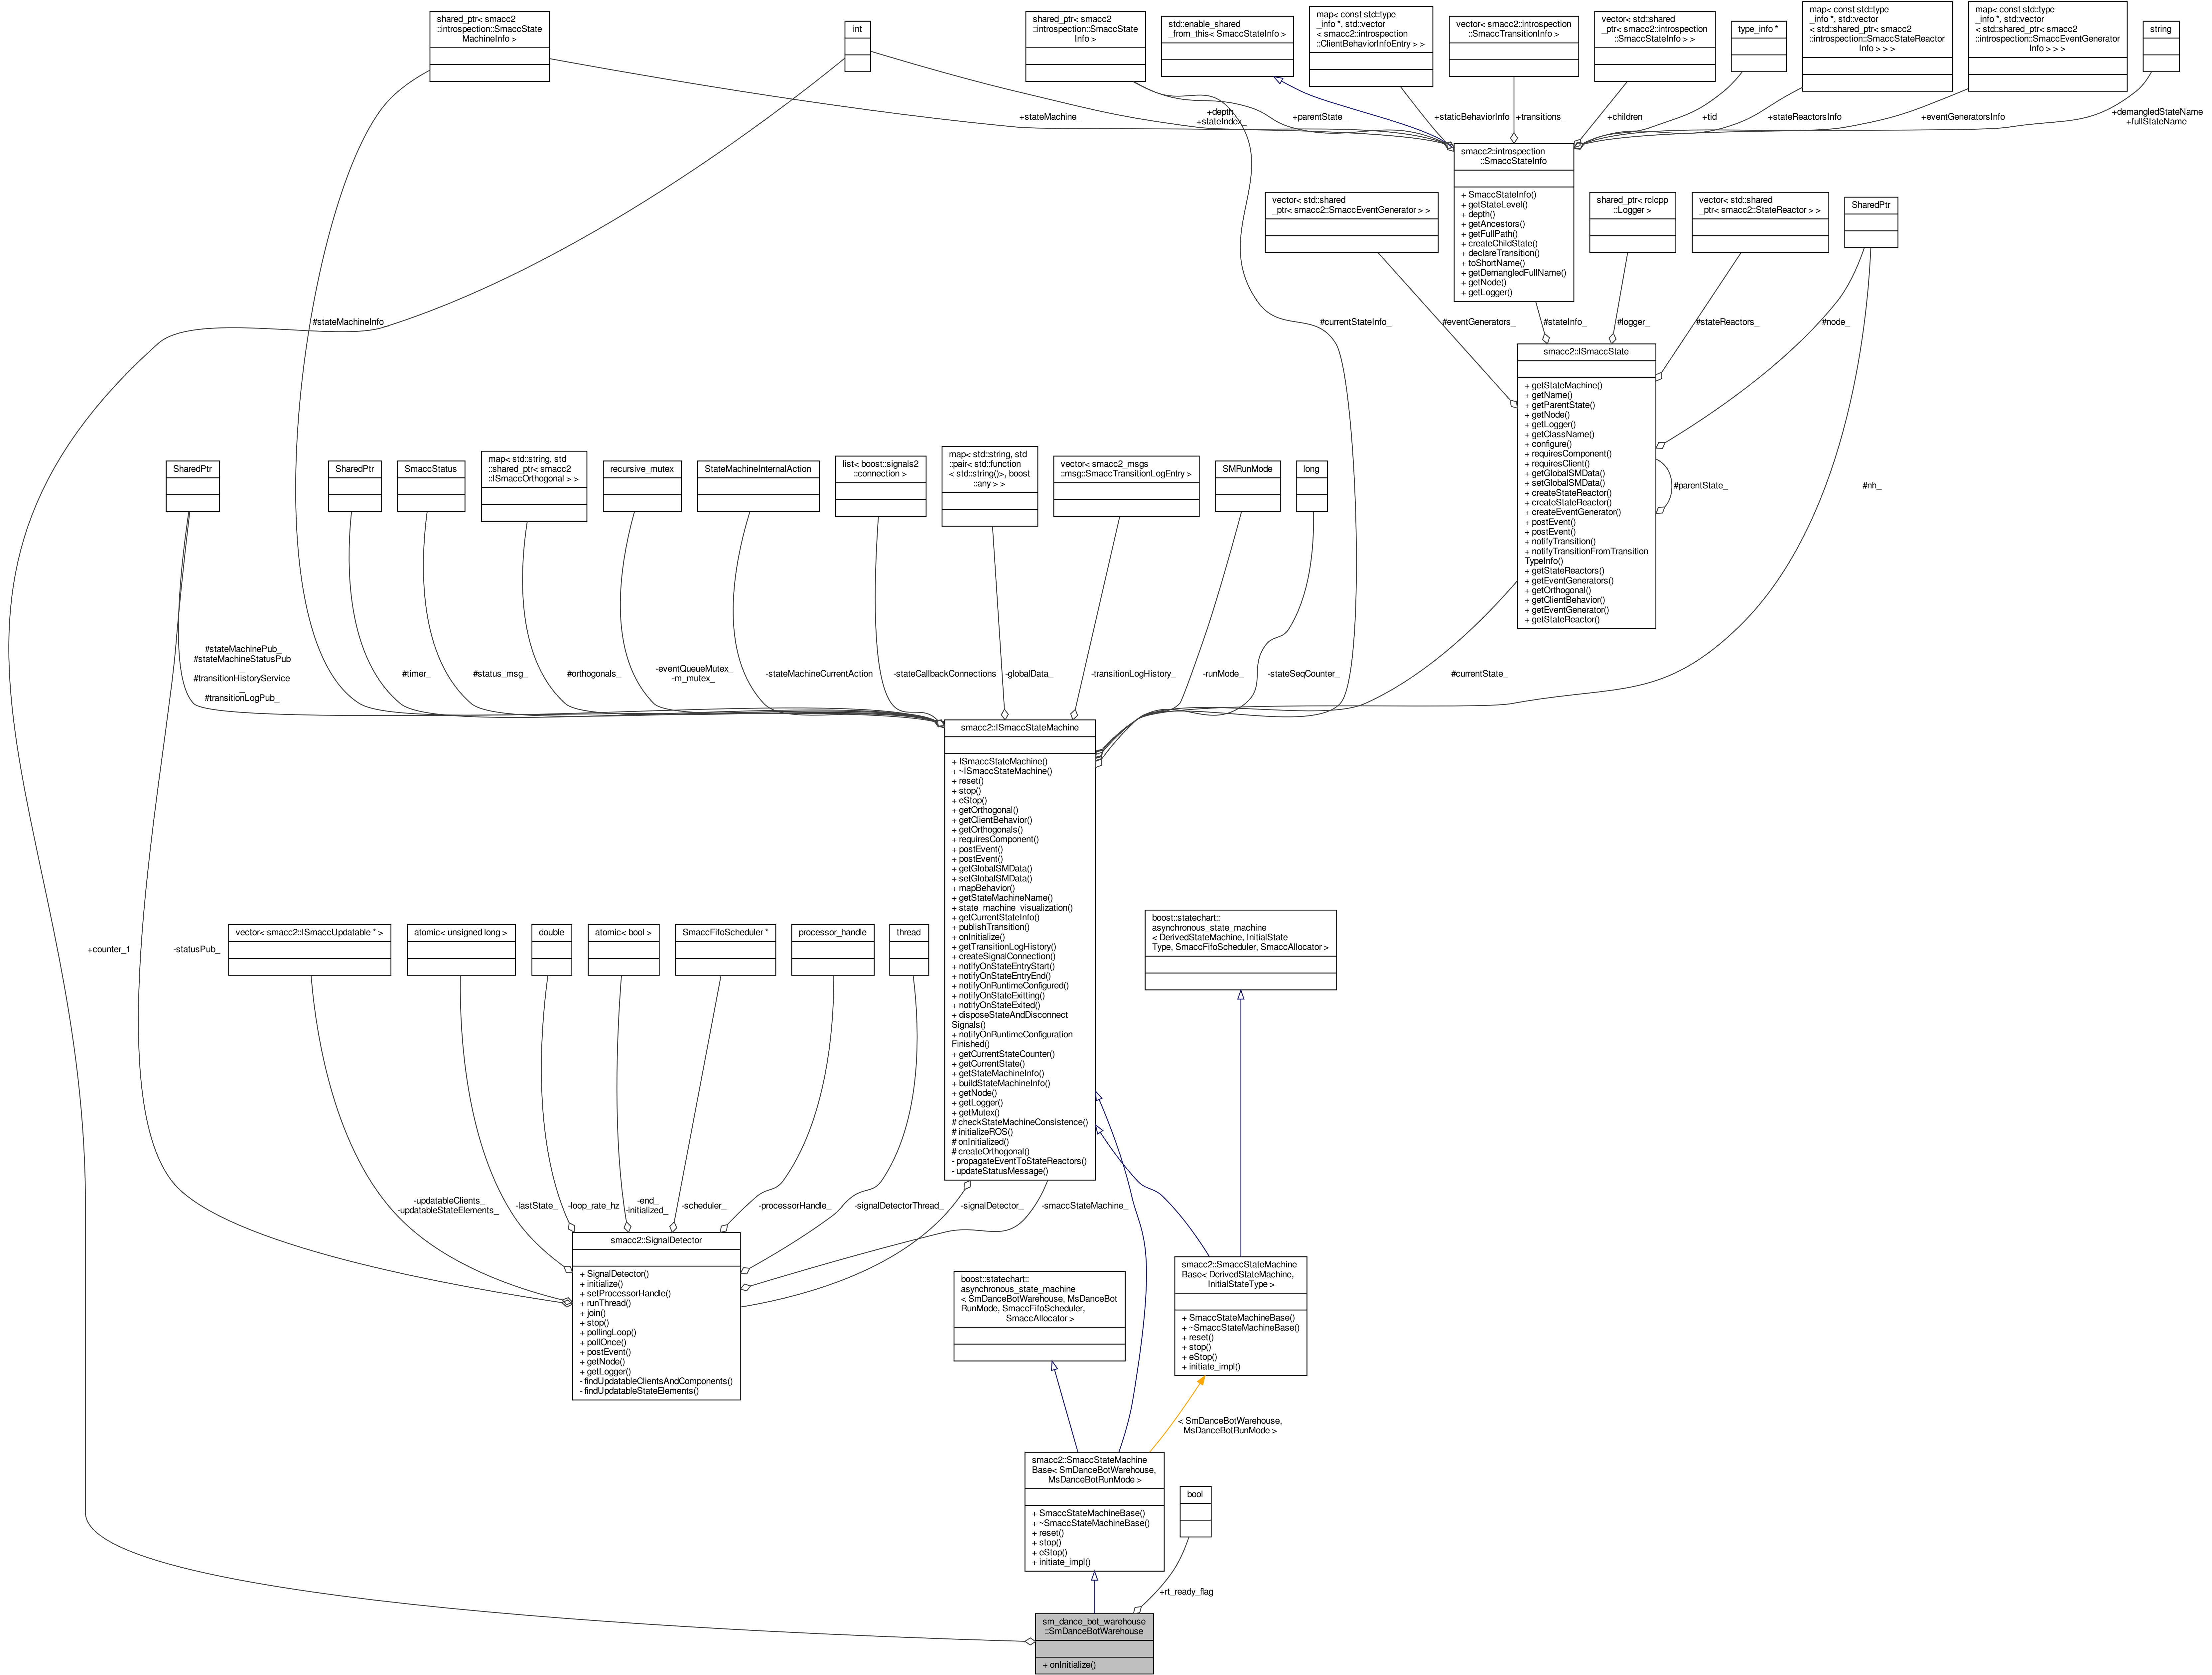 shared_ptr< smacc2
::introspection::SmaccState
MachineInfo >
int
shared_ptr< smacc2
::introspection::SmaccState
Info >
std::enable_shared
_from_this< SmaccStateInfo >
map< const std::type
_info *, std::vector
< smacc2::introspection
::ClientBehaviorInfoEntry > >
vector< smacc2::introspection
::SmaccTransitionInfo >
vector< std::shared
_ptr< smacc2::introspection
::SmaccStateInfo > >
type_info *
map< const std::type
_info *, std::vector
< std::shared_ptr< smacc2
::introspection::SmaccStateReactor
Info > > >
map< const std::type
_info *, std::vector
< std::shared_ptr< smacc2
::introspection::SmaccEventGenerator
Info > > >
string
+stateMachine_
+depth_
+stateIndex_
+parentState_
+staticBehaviorInfo
+transitions_
+children_
+tid_
+stateReactorsInfo
+eventGeneratorsInfo
+demangledStateName
+fullStateName
smacc2::introspection
::SmaccStateInfo
+ SmaccStateInfo()
+ getStateLevel()
+ depth()
+ getAncestors()
+ getFullPath()
+ createChildState()
+ declareTransition()
+ toShortName()
+ getDemangledFullName()
+ getNode()
+ getLogger()
vector< std::shared
_ptr< smacc2::SmaccEventGenerator > >
shared_ptr< rclcpp
::Logger >
vector< std::shared
_ptr< smacc2::StateReactor > >
SharedPtr
#stateMachineInfo_
#currentStateInfo_
#eventGenerators_
#stateInfo_
#logger_
#stateReactors_
#node_
smacc2::ISmaccState
+ getStateMachine()
+ getName()
+ getParentState()
+ getNode()
+ getLogger()
+ getClassName()
+ configure()
+ requiresComponent()
+ requiresClient()
+ getGlobalSMData()
+ setGlobalSMData()
+ createStateReactor()
+ createStateReactor()
+ createEventGenerator()
+ postEvent()
+ postEvent()
+ notifyTransition()
+ notifyTransitionFromTransition
TypeInfo()
+ getStateReactors()
+ getEventGenerators()
+ getOrthogonal()
+ getClientBehavior()
+ getEventGenerator()
+ getStateReactor()
#parentState_
#nh_
SharedPtr
SharedPtr
SmaccStatus
map< std::string, std
::shared_ptr< smacc2
::ISmaccOrthogonal > >
recursive_mutex
StateMachineInternalAction
list< boost::signals2
::connection >
map< std::string, std
::pair< std::function
< std::string()>, boost
::any > >
vector< smacc2_msgs
::msg::SmaccTransitionLogEntry >
SMRunMode
long
#stateMachinePub_
#stateMachineStatusPub
_
#transitionHistoryService
_
#transitionLogPub_
#timer_
#status_msg_
#orthogonals_
-eventQueueMutex_
-m_mutex_
-stateMachineCurrentAction
-stateCallbackConnections
-globalData_
-transitionLogHistory_
-runMode_
-stateSeqCounter_
#currentState_
smacc2::ISmaccStateMachine
+ ISmaccStateMachine()
+ ~ISmaccStateMachine()
+ reset()
+ stop()
+ eStop()
+ getOrthogonal()
+ getClientBehavior()
+ getOrthogonals()
+ requiresComponent()
+ postEvent()
+ postEvent()
+ getGlobalSMData()
+ setGlobalSMData()
+ mapBehavior()
+ getStateMachineName()
+ state_machine_visualization()
+ getCurrentStateInfo()
+ publishTransition()
+ onInitialize()
+ getTransitionLogHistory()
+ createSignalConnection()
+ notifyOnStateEntryStart()
+ notifyOnStateEntryEnd()
+ notifyOnRuntimeConfigured()
+ notifyOnStateExitting()
+ notifyOnStateExited()
+ disposeStateAndDisconnect
Signals()
+ notifyOnRuntimeConfiguration
Finished()
+ getCurrentStateCounter()
+ getCurrentState()
+ getStateMachineInfo()
+ buildStateMachineInfo()
+ getNode()
+ getLogger()
+ getMutex()
# checkStateMachineConsistence()
# initializeROS()
# onInitialized()
# createOrthogonal()
- propagateEventToStateReactors()
- updateStatusMessage()
+counter_1
-statusPub_
vector< smacc2::ISmaccUpdatable * >
atomic< unsigned long >
double
atomic< bool >
SmaccFifoScheduler *
processor_handle
thread
boost::statechart::
asynchronous_state_machine
< DerivedStateMachine, InitialState
Type, SmaccFifoScheduler, SmaccAllocator >
-updatableClients_
-updatableStateElements_
-lastState_
-loop_rate_hz
-end_
-initialized_
-scheduler_
-processorHandle_
-signalDetectorThread_
-signalDetector_
-smaccStateMachine_
smacc2::SignalDetector
+ SignalDetector()
+ initialize()
+ setProcessorHandle()
+ runThread()
+ join()
+ stop()
+ pollingLoop()
+ pollOnce()
+ postEvent()
+ getNode()
+ getLogger()
- findUpdatableClientsAndComponents()
- findUpdatableStateElements()
boost::statechart::
asynchronous_state_machine
< SmDanceBotWarehouse, MsDanceBot
RunMode, SmaccFifoScheduler,
SmaccAllocator >
smacc2::SmaccStateMachine
Base< DerivedStateMachine,
InitialStateType >
+ SmaccStateMachineBase()
+ ~SmaccStateMachineBase()
+ reset()
+ stop()
+ eStop()
+ initiate_impl()
< SmDanceBotWarehouse,
MsDanceBotRunMode >
smacc2::SmaccStateMachine
Base< SmDanceBotWarehouse,
MsDanceBotRunMode >
+ SmaccStateMachineBase()
+ ~SmaccStateMachineBase()
+ reset()
+ stop()
+ eStop()
+ initiate_impl()
bool
+rt_ready_flag
sm_dance_bot_warehouse
::SmDanceBotWarehouse
+ onInitialize()